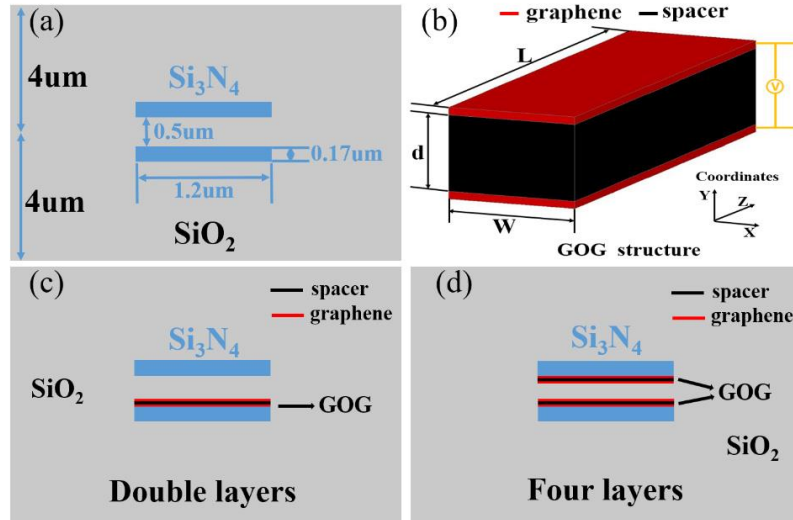 (a)
4um
Si₃N₄
0.5um
0.17um
1.2um
4um
SiO₂
(b)
graphene spacer
L
V
d
W
Coordinates
Y
Z
X
GOG structure
(c)
spacer
graphene
Si₃N₄
SiO₂
GOG
Double layers
(d)
spacer
graphene
Si₃N₄
GOG
SiO₂
Four layers